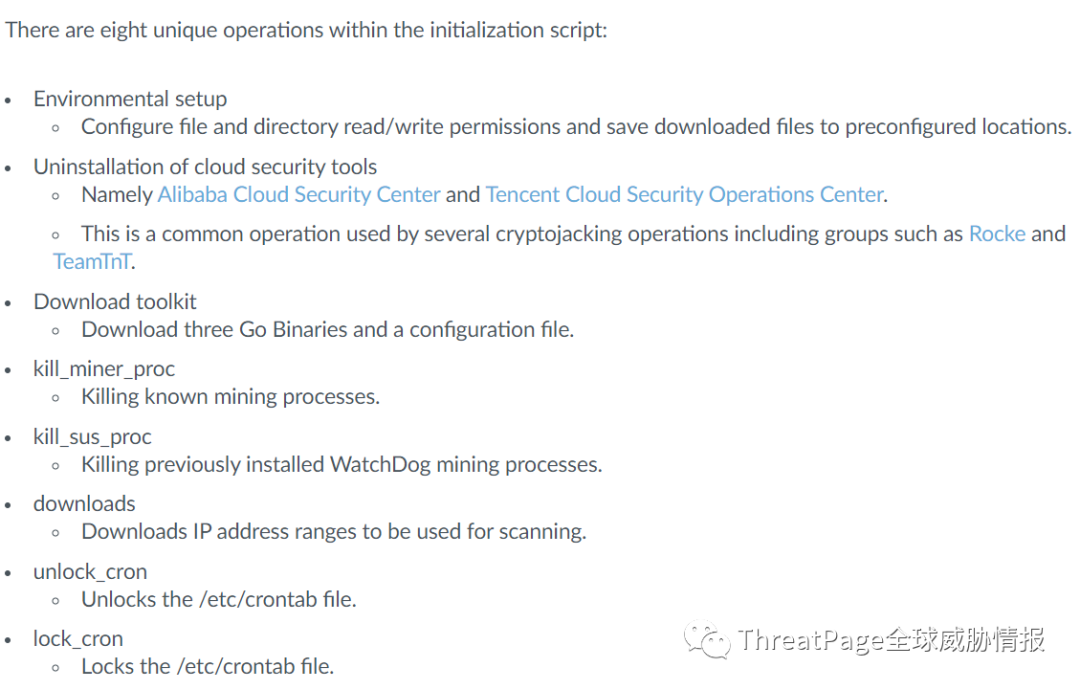 There are eight unique operations within the initialization script:
• Environmental setup
◦ Configure file and directory read/write permissions and save downloaded files to preconfigured locations.
• Uninstallation of cloud security tools
◦ Namely Alibaba Cloud Security Center and Tencent Cloud Security Operations Center.
◦ This is a common operation used by several cryptojacking operations including groups such as Rocke and
TeamTnT.
• Download toolkit
◦ Download three Go Binaries and a configuration file.
• kill_miner_proc
◦ Killing known mining processes.
• kill_sus_proc
◦ Killing previously installed WatchDog mining processes.
• downloads
◦ Downloads IP address ranges to be used for scanning.
• unlock_cron
◦ Unlocks the /etc/crontab file.
• lock_cron
◦ Locks the /etc/crontab file.
ThreatPage全球威胁情报